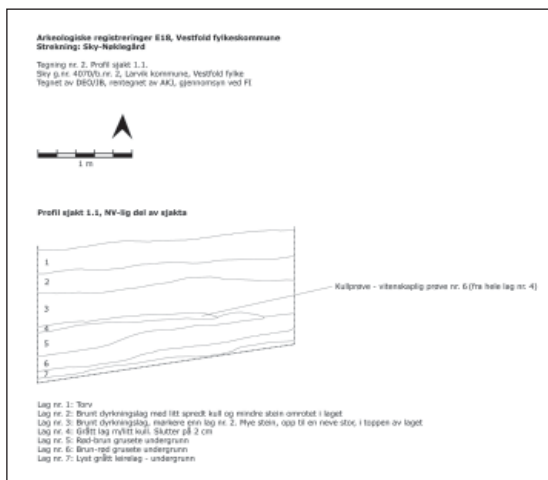 Arkeologiske registreringer E18, Vestfold fylkeskommune
Strekning: Sky-Nøklegård
Tegning nr. 2. Profil sjakt 1.1.
Sky g.nr. 4070/b.nr. 2, Larvik kommune, Vestfold fylke
Tegnet av DEO/JB, rentegnet av AKJ, gjennomsyn ved FI
1 m
Profil sjakt 1.1, NV-lig del av sjakta
1
2
Kullprøve - vitenskaplig prøve nr. 6 (fra hele lag nr. 4)
3
4
5
6
7
Lag nr. 1: Torv
Lag nr. 2: Brunt dyrkningslag med litt spredt kull og mindre stein omrotet i laget
Lag nr. 3: Brunt dyrkningslag, mørkere enn lag nr. 2. Mye stein, opp til en neve stor, i toppen av laget
Lag nr. 4: Grått lag m/litt kull. Slutter på 2 cm
Lag nr. 5: Rød-brun grusete undergrunn
Lag nr. 6: Brun-rød grusete undergrunn
Lag nr. 7: Lyst grått leirelag - undergrunn